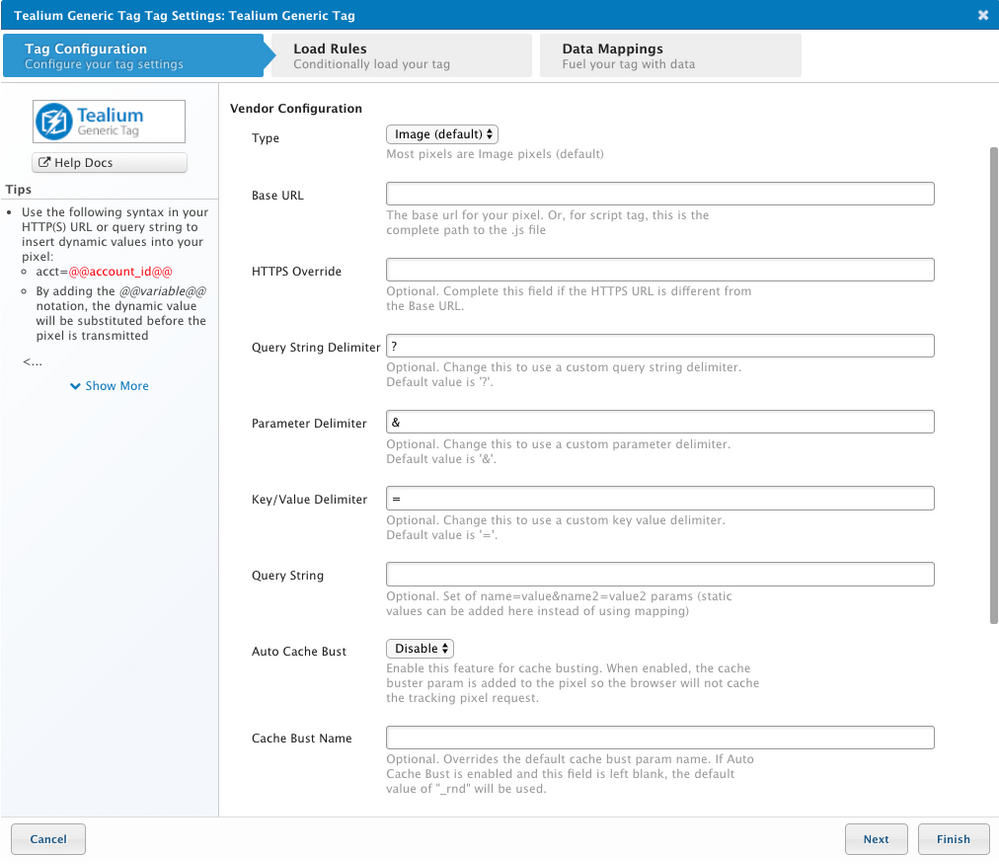 Tealium Generic Tag Tag Settings: Tealium Generic Tag
Tag Configuration
Configure your tag settings
Load Rules
Conditionally load your tag
Data Mappings
Fuel your tag with data
Tealium
Generic Tag
Help Docs
Tips
Use the following syntax in your
HTTP(S) URL or query string to
insert dynamic values into your
pixel:
acct=@@account_id@@
By adding the @@variable@@
notation, the dynamic value
will be substituted before the
pixel is transmitted
<...
Show More
Vendor Configuration
Type
Image (default)
Most pixels are Image pixels (default)
Base URL
The base url for your pixel. Or, for script tag, this is the
complete path to the .js file
HTTPS Override
Optional. Complete this field if the HTTPS URL is different from
the Base URL.
Query String Delimiter
?
Optional. Change this to use a custom query string delimiter.
Default value is '?'.
Parameter Delimiter
&
Optional. Change this to use a custom parameter delimiter.
Default value is '&'.
Key/Value Delimiter
=
Optional. Change this to use a custom key value delimiter.
Default value is '='.
Query String
Optional. Set of name=value&name2=value2 params (static
values can be added here instead of using mapping)
Auto Cache Bust
Disable
Enable this feature for cache busting. When enabled, the cache
buster param is added to the pixel so the browser will not cache
the tracking pixel request.
Cache Bust Name
Optional. Overrides the default cache bust param name. If Auto
Cache Bust is enabled and this field is left blank, the default
value of "_rnd" will be used.
Cancel
Next
Finish